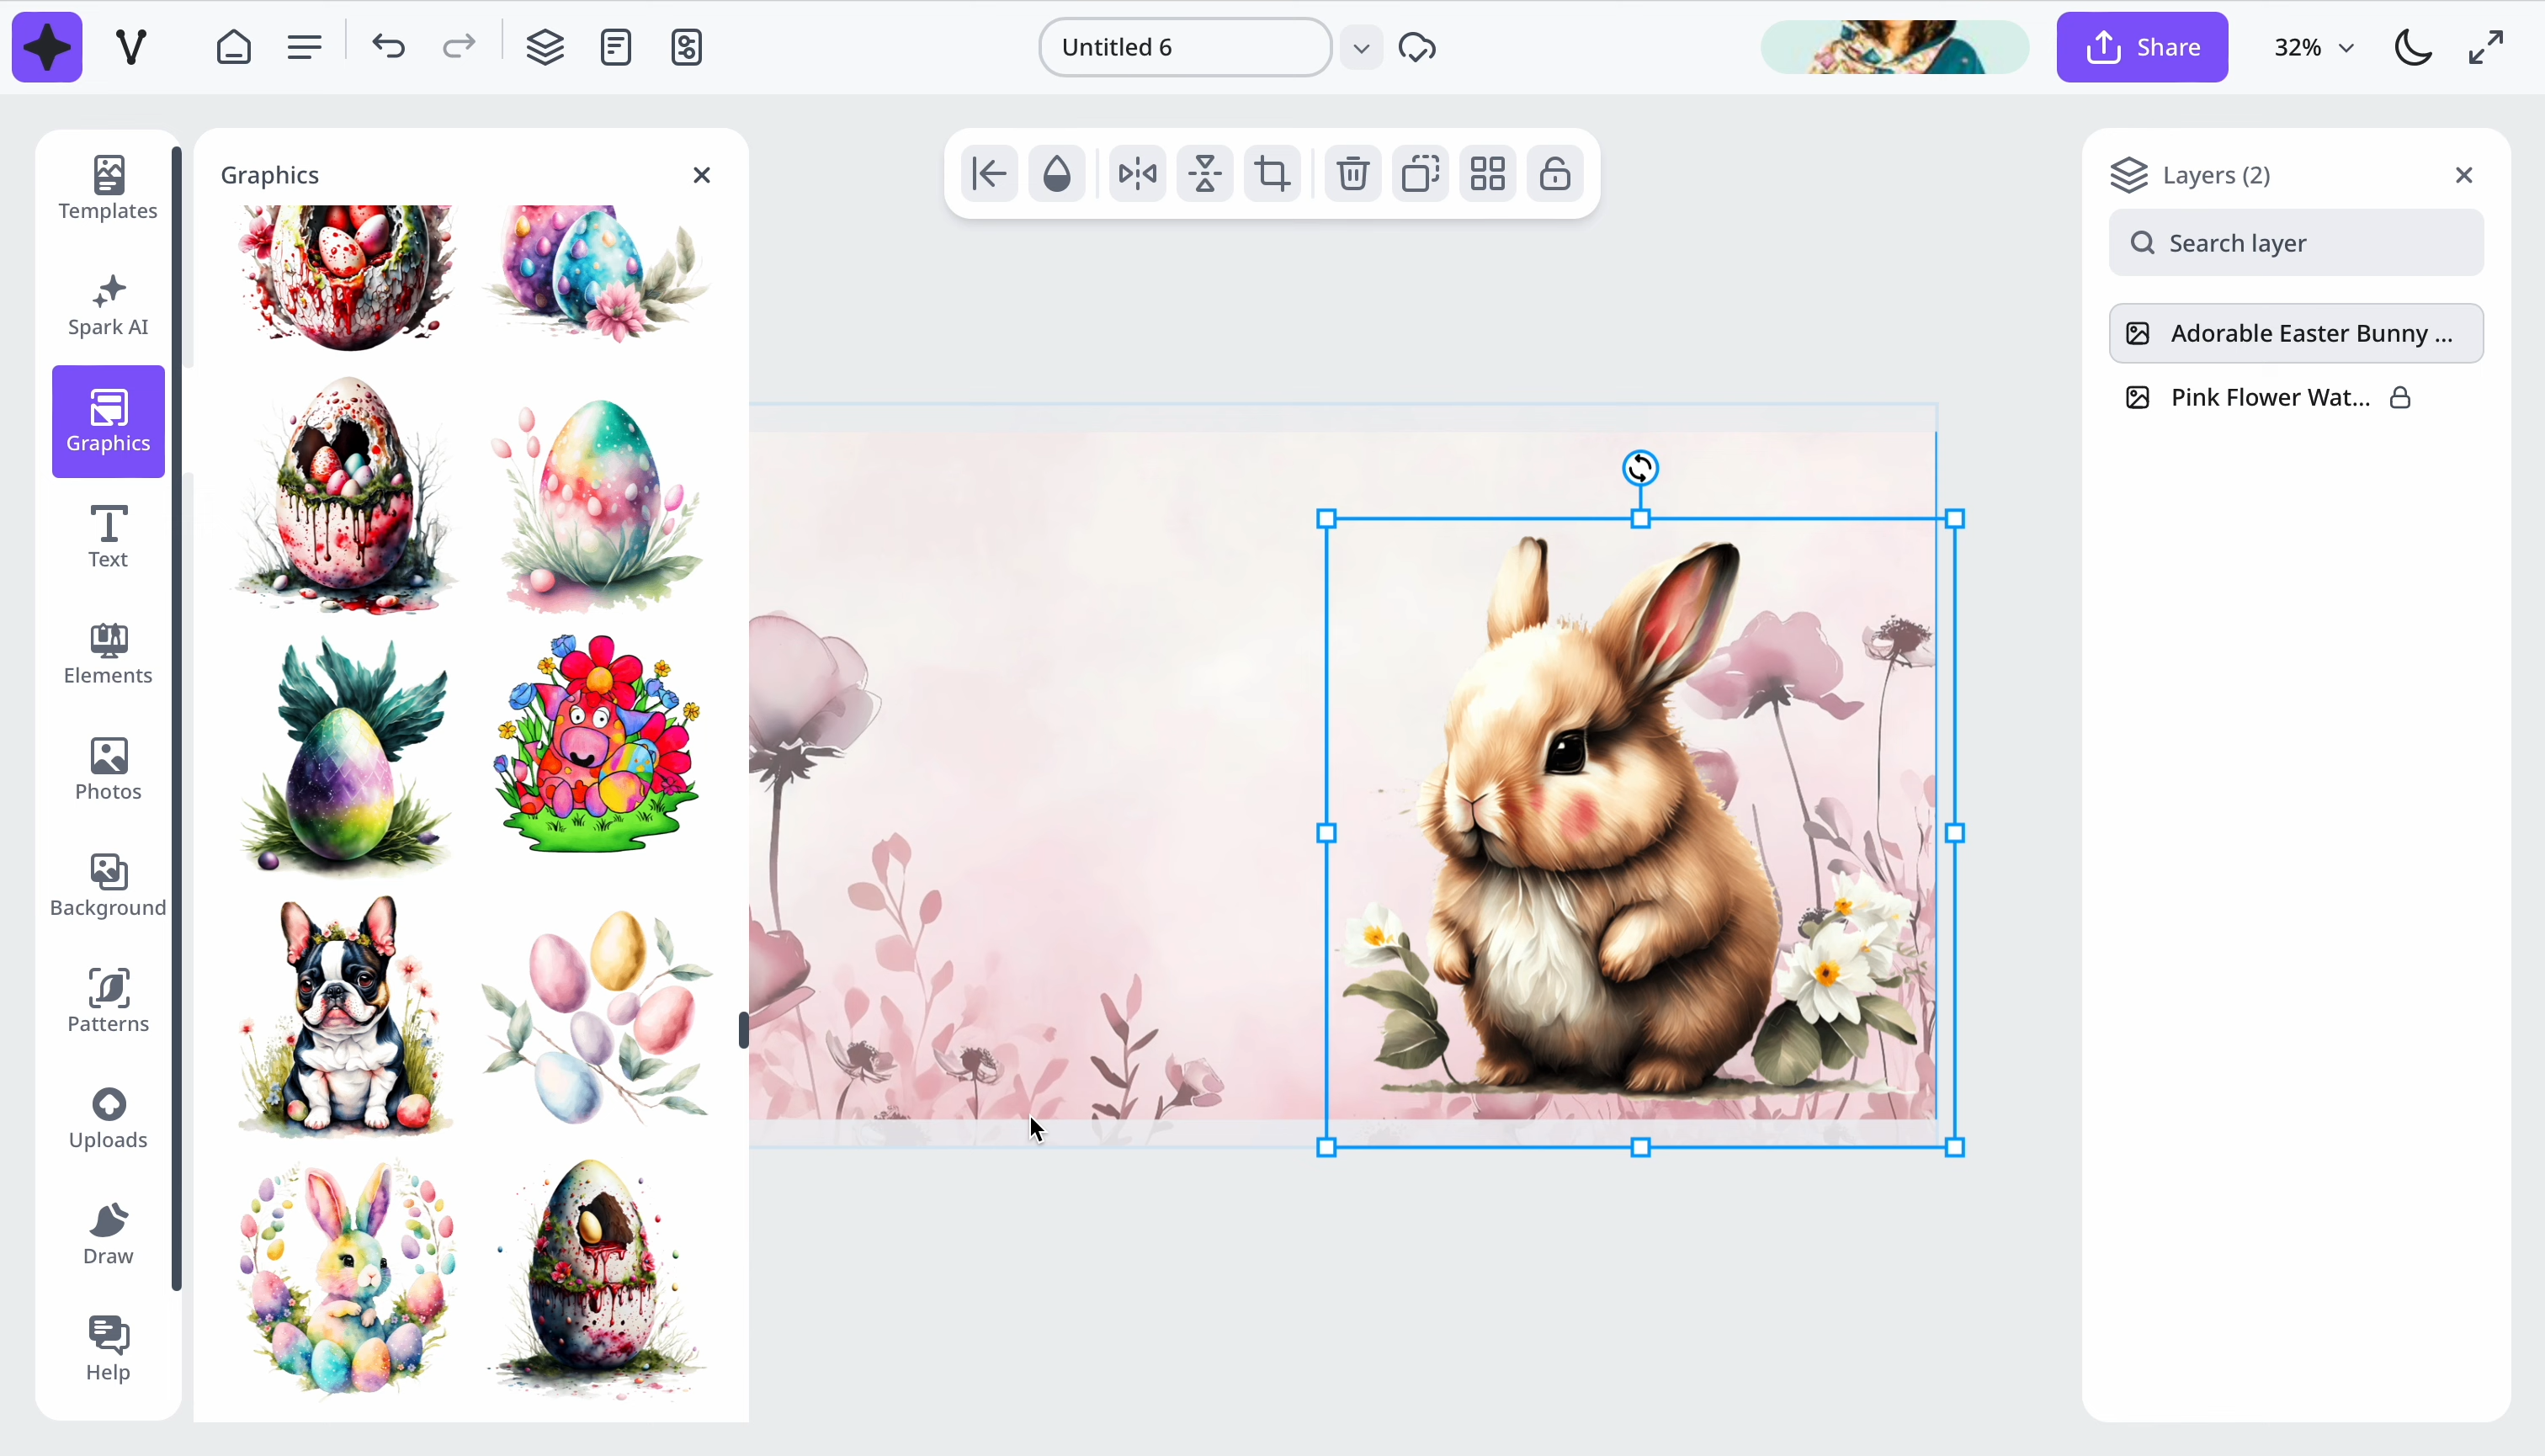 Untitled 6
Share
32%
Templates
Spark AI
Graphics
Text
Elements
Photos
Background
Patterns
Uploads
Draw
Help
Graphics
Layers (2)
Search layer
Adorable Easter Bunny ...
Pink Flower Wat...